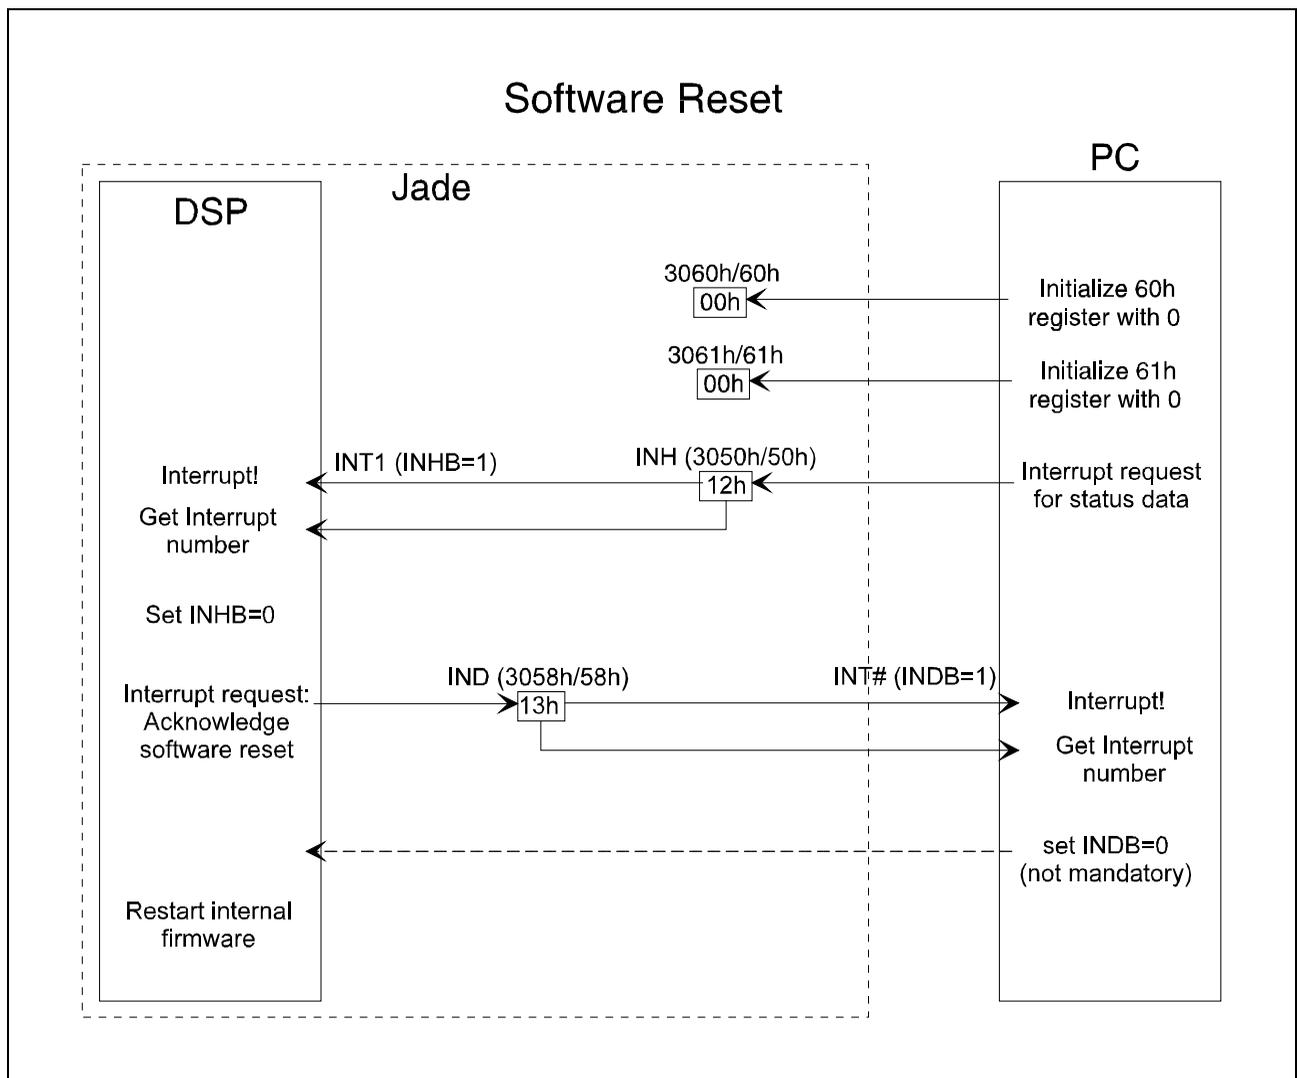 Software Reset
PC
Jade
DSP
3060h/60h
00h
Initialize 60h
register with 0
3061h/61h
00h
Initialize 61h
register with 0
Interrupt!
INT1 (INHB=1)
INH (3050h/50h)
12h
Interrupt request
for status data
Get Interrupt
number
Set INHB=0
Interrupt request:
Acknowledge
software reset
IND (3058h/58h)
13h
INT# (INDB=1)
Interrupt!
Get Interrupt
number
set INDB=0
(not mandatory)
Restart internal
firmware